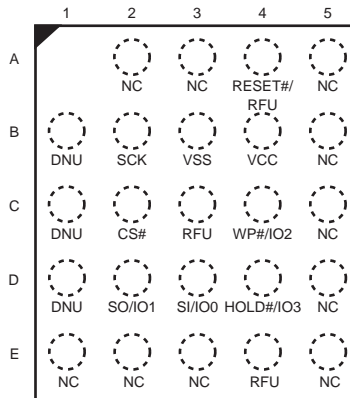 1 2 3 4 5
A
NC NC RESET#/RFU NC
B
DNU SCK VSS VCC NC
C
DNU CS# RFU WP#/IO2 NC
D
DNU SO/IO1 SI/IO0 HOLD#/IO3 NC
E
NC NC NC RFU NC